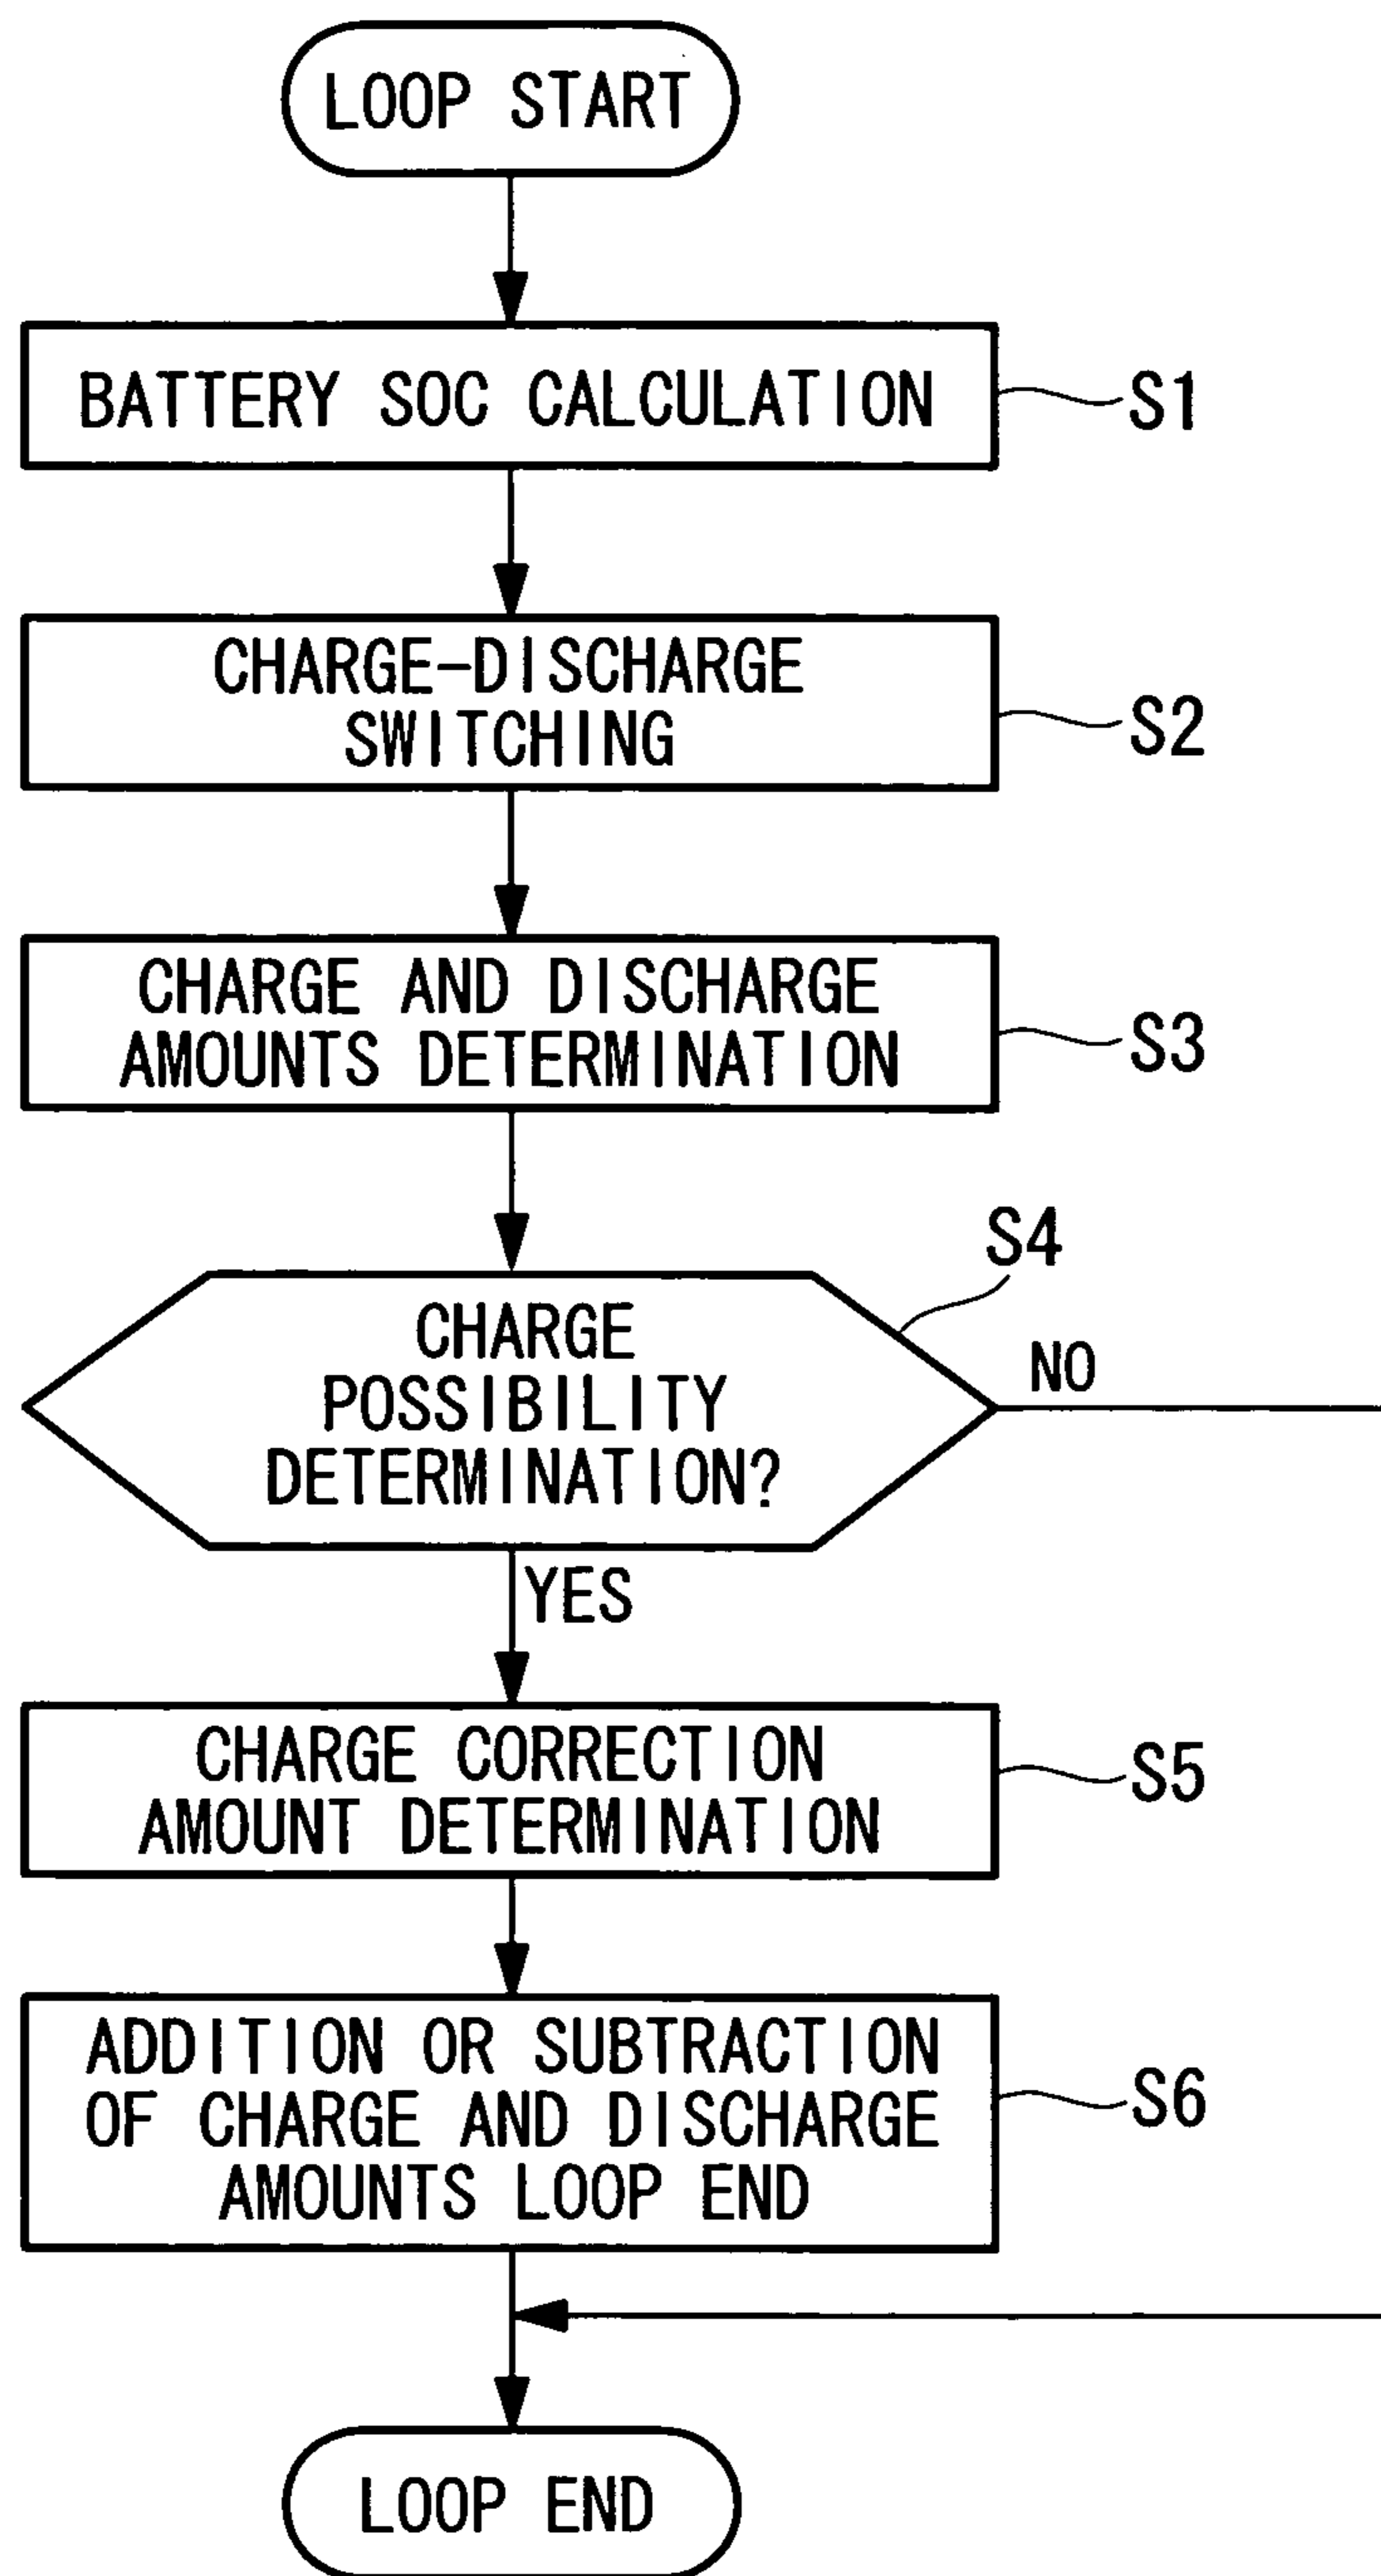 LOOP START
BATTERY SOC CALCULATION
S1
CHARGE-DISCHARGE
SWITCHING
S2
CHARGE AND DISCHARGE
AMOUNTS DETERMINATION
S3
S4
CHARGE
POSSIBILITY
DETERMINATION?
NO
YES
CHARGE CORRECTION
AMOUNT DETERMINATION
S5
ADDITION OR SUBTRACTION
OF CHARGE AND DISCHARGE
AMOUNTS LOOP END
S6
LOOP END